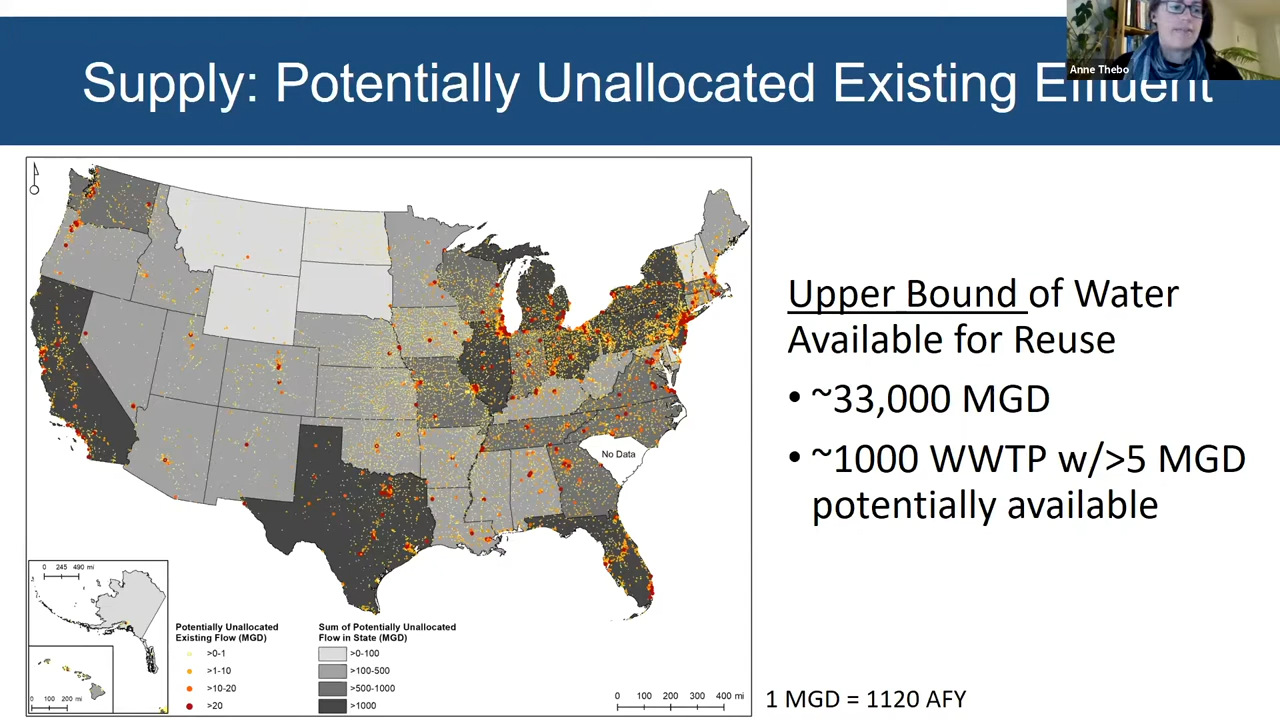 Anne Thebo
Supply: Potentially Unallocated Existing Effluent
No Data
0 245 490 mi
0 100 200 mi
Potentially Unallocated
Existing Flow (MGD)
>0-1
>1-10
>10-20
>20
Sum of Potentially Unallocated
Flow in State (MGD)
>0-100
>100-500
>500-1000
>1000
0 100 200 300 400 mi
Upper Bound of Water
Available for Reuse
• ~33,000 MGD
• ~1000 WWTP w/>5 MGD
potentially available
1 MGD = 1120 AFY